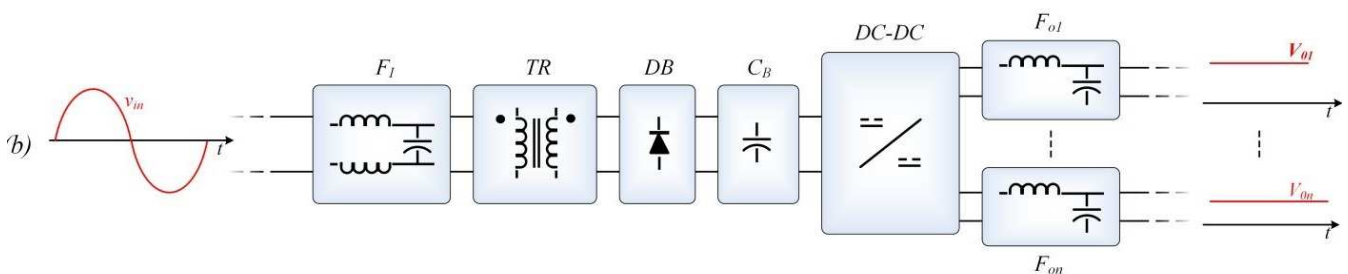 b)
v_in
t
F_I
TR
DB
C_B
DC-DC
F_o1
V_01
t
V_0n
t
F_on